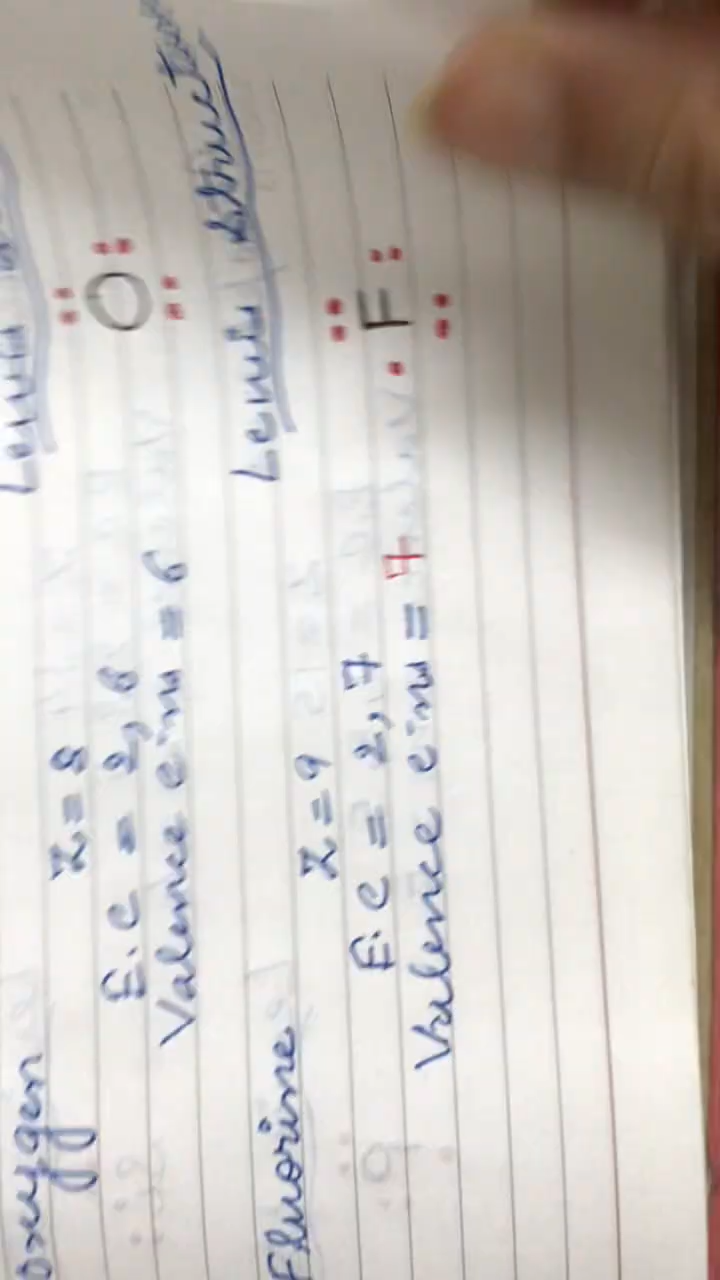 Oxygen
Lewis
Z = 8
E.C = 2, 6
Valence e⁻ns = 6
:O:
Lewis structure
Fluorine
Z = 9
E.C = 2, 7
Valence e⁻ns = 7
F